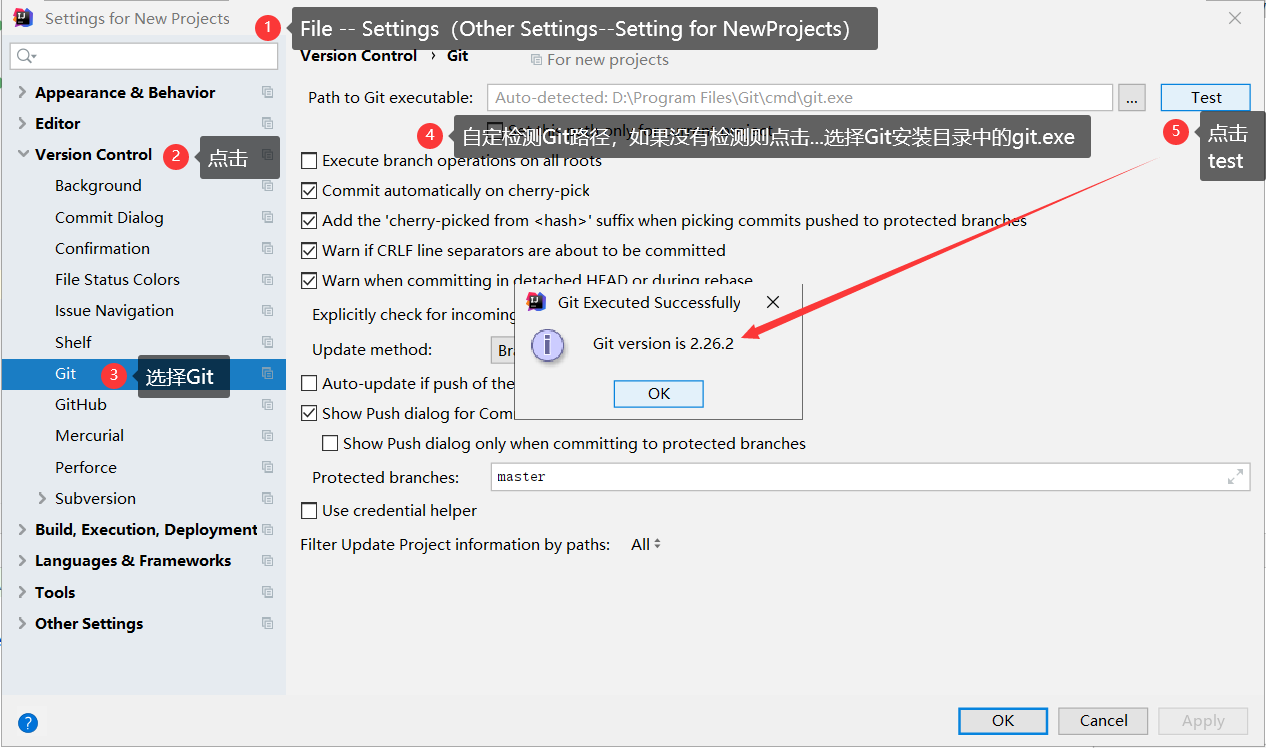 Settings for New Projects
1
File -- Settings（Other Settings--Setting for NewProjects）
Version Control › Git
For new projects
Appearance & Behavior
Editor
Version Control
2
点击
Background
Commit Dialog
Confirmation
File Status Colors
Issue Navigation
Shelf
Git
3
选择Git
GitHub
Mercurial
Perforce
Subversion
Build, Execution, Deployment
Languages & Frameworks
Tools
Other Settings
Path to Git executable:
Auto-detected: D:\Program Files\Git\cmd\git.exe
...
Test
4
自定检测Git路径，如果没有检测则点击...选择Git安装目录中的git.exe
5
点击
test
Execute branch operations on all roots
Commit automatically on cherry-pick
Add the 'cherry-picked from <hash>' suffix when picking commits pushed to protected branches
Warn if CRLF line separators are about to be committed
Warn when committing in detached HEAD or during rebase
Explicitly check for incoming
Update method:
Bra
Auto-update if push of the
Show Push dialog for Com
Git Executed Successfully
Git version is 2.26.2
OK
Show Push dialog only when committing to protected branches
Protected branches:
master
Use credential helper
Filter Update Project information by paths:
All
?
OK
Cancel
Apply